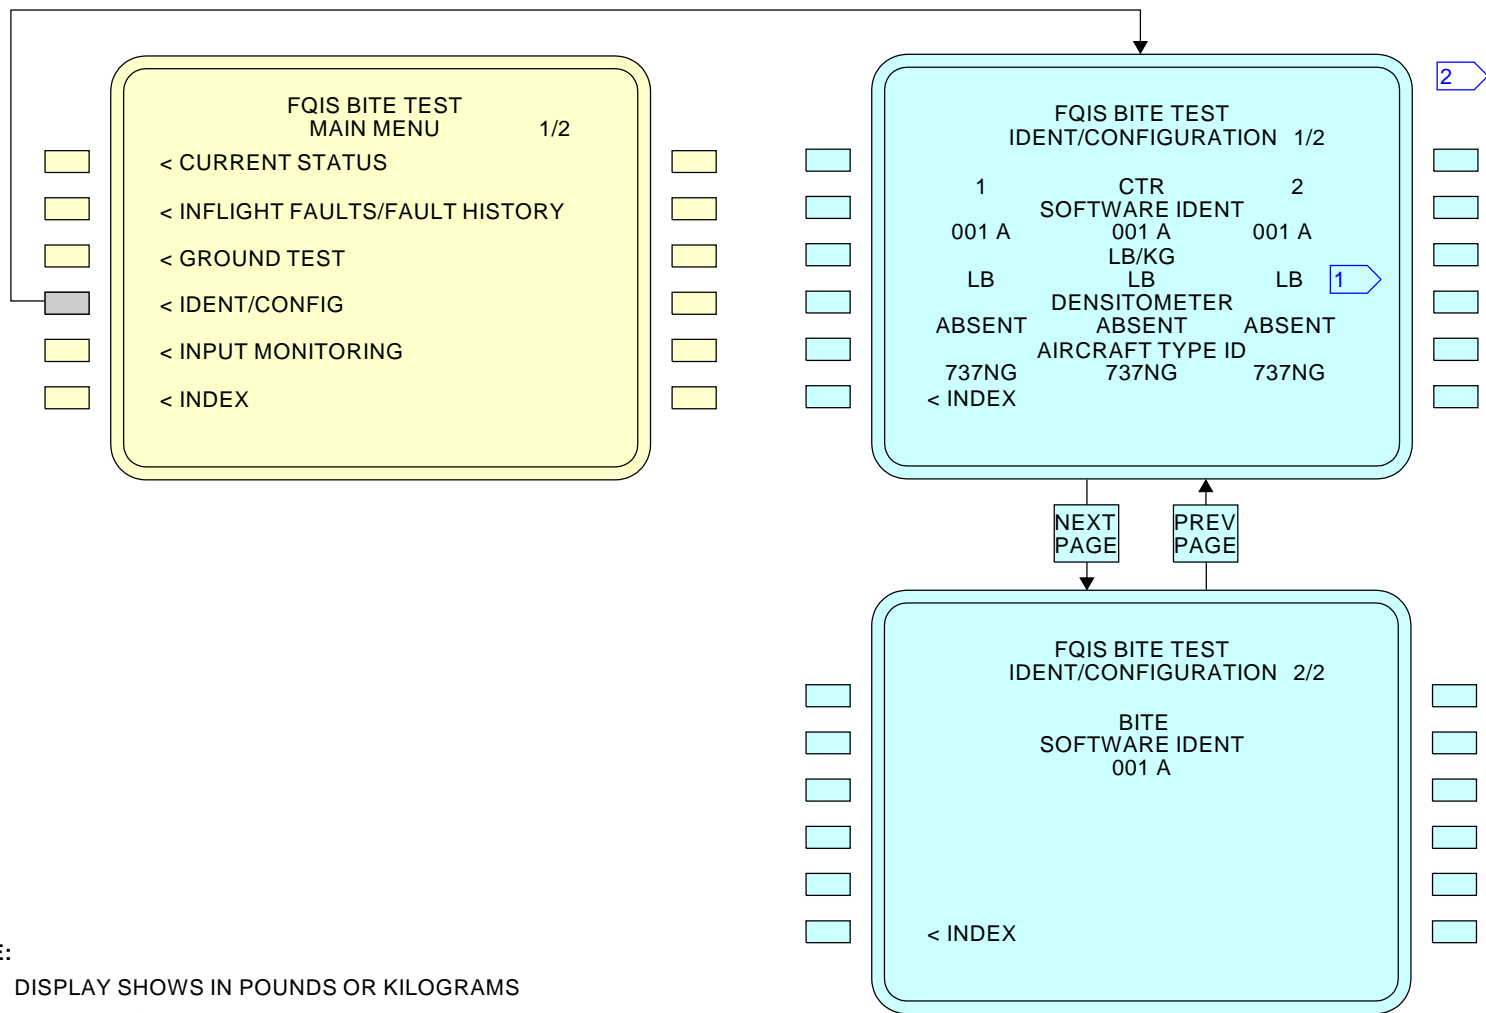 FQIS BITE TEST
MAIN MENU 1/2
< CURRENT STATUS
< INFLIGHT FAULTS/FAULT HISTORY
< GROUND TEST
< IDENT/CONFIG
< INPUT MONITORING
< INDEX
2
FQIS BITE TEST
IDENT/CONFIGURATION 1/2
1 CTR 2
SOFTWARE IDENT
001 A 001 A 001 A
LB/KG
LB LB LB 1
DENSITOMETER
ABSENT ABSENT ABSENT
AIRCRAFT TYPE ID
737NG 737NG 737NG
< INDEX
NEXT
PAGE
PREV
PAGE
FQIS BITE TEST
IDENT/CONFIGURATION 2/2
BITE
SOFTWARE IDENT
001 A
< INDEX
E:
DISPLAY SHOWS IN POUNDS OR KILOGRAMS